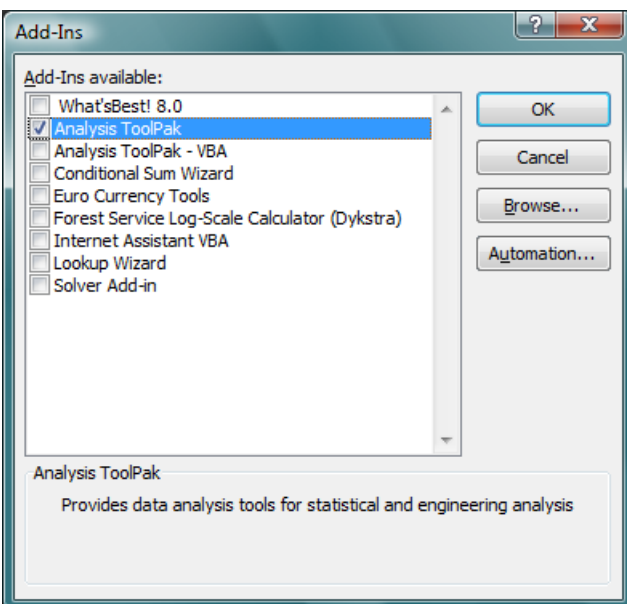 Add-Ins
Add-Ins available:
What'sBest! 8.0
Analysis ToolPak
Analysis ToolPak - VBA
Conditional Sum Wizard
Euro Currency Tools
Forest Service Log-Scale Calculator (Dykstra)
Internet Assistant VBA
Lookup Wizard
Solver Add-in
OK
Cancel
Browse...
Automation...
Analysis ToolPak
Provides data analysis tools for statistical and engineering analysis